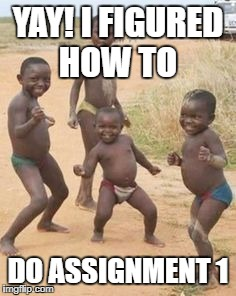 YAY! I FIGURED
HOW TO
DO ASSIGNMENT 1
imgflip.com